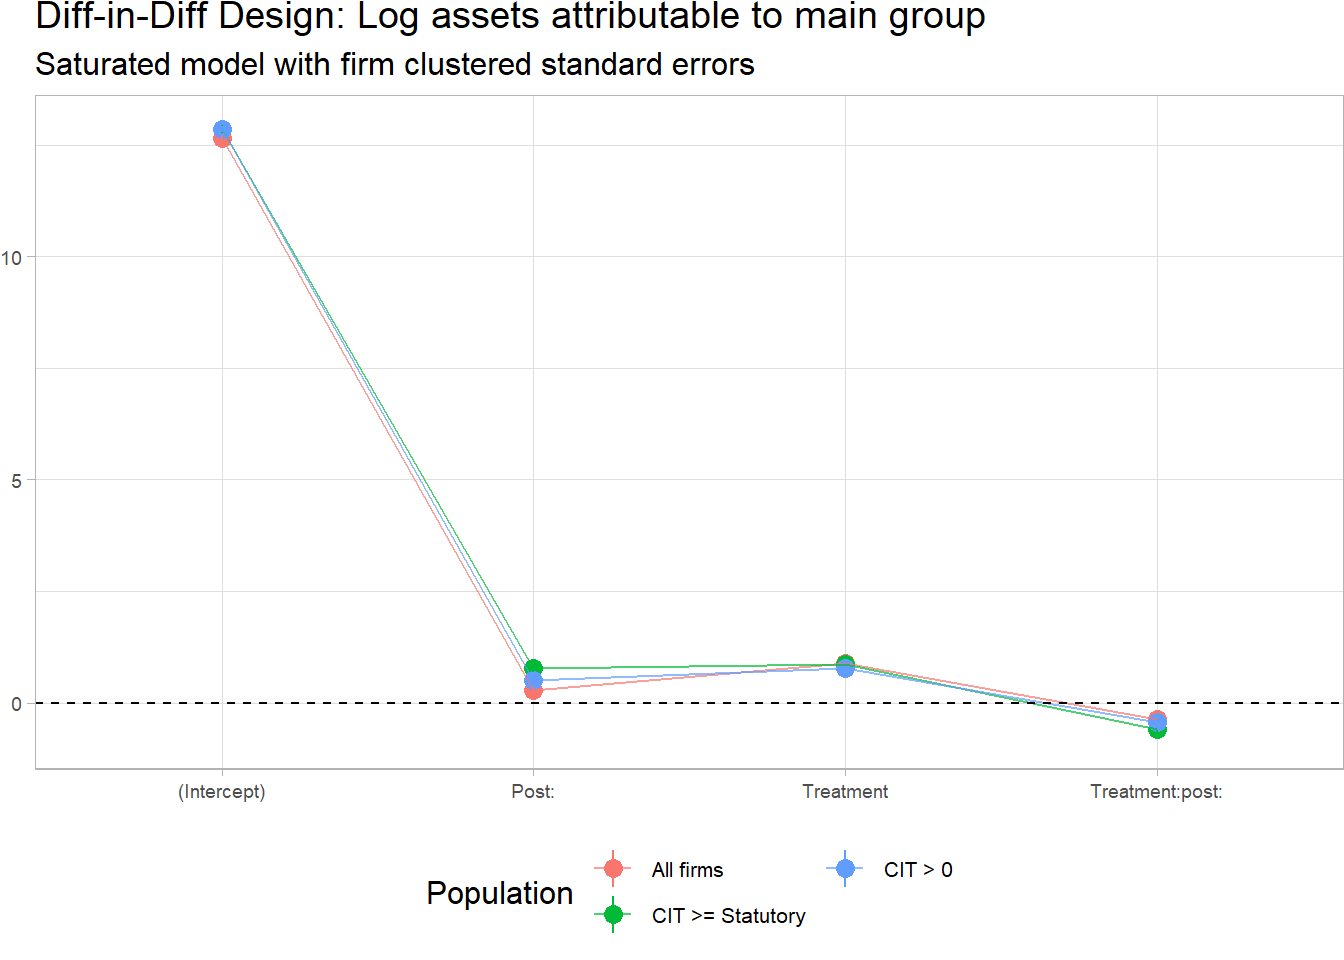 Diff-in-Diff Design: Log assets attributable to main group
Saturated model with firm clustered standard errors
10
5
0
(Intercept)
Post:
Treatment
Treatment:post:
Population
All firms
CIT > 0
CIT >= Statutory